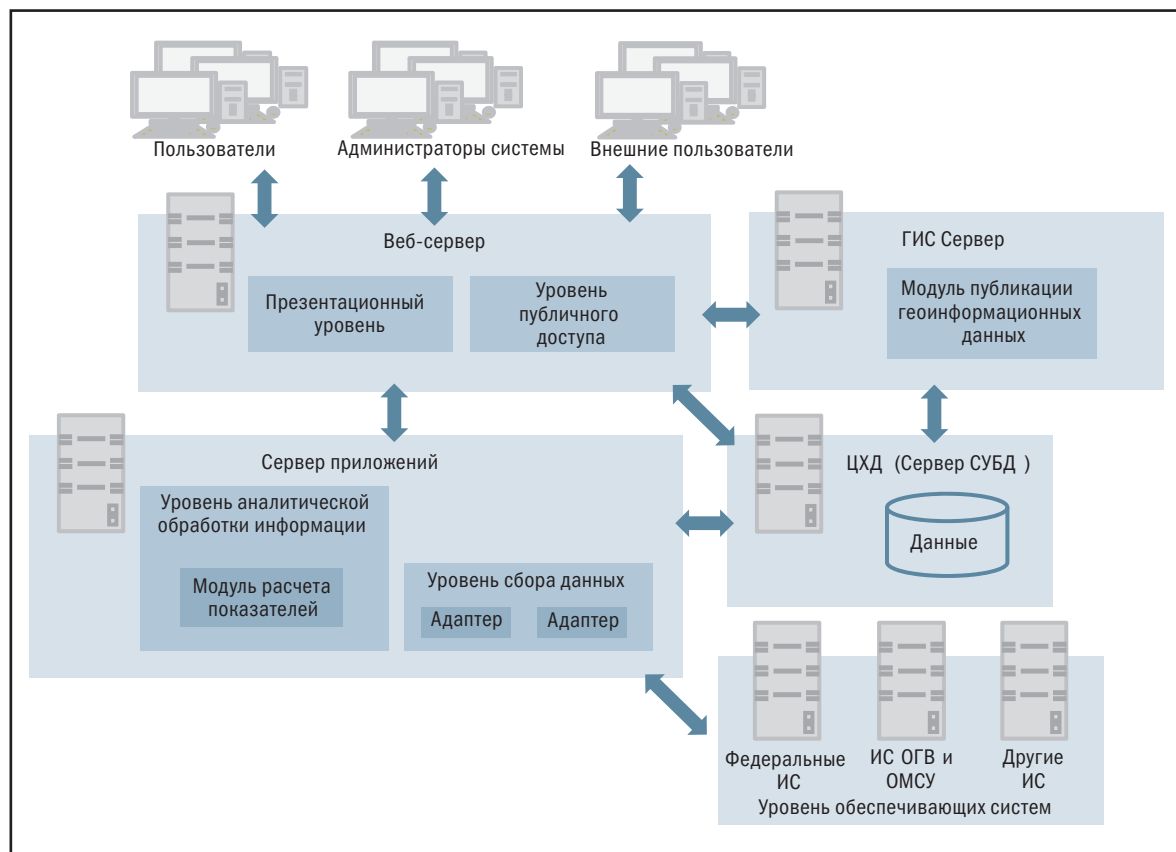 Пользователи
Администраторы системы
Внешние пользователи
Веб-сервер
Презентационный
уровень
Уровень
публичного
доступа
ГИС Сервер
Модуль публикации
геоинформационных
данных
Сервер приложений
Уровень аналитической
обработки информации
Модуль расчета
показателей
Уровень сбора данных
Адаптер
Адаптер
ЦХД (Сервер СУБД )
Данные
Федеральные
ИС
ИС ОГВ и
ОМСУ
Другие
ИС
Уровень обеспечивающих систем